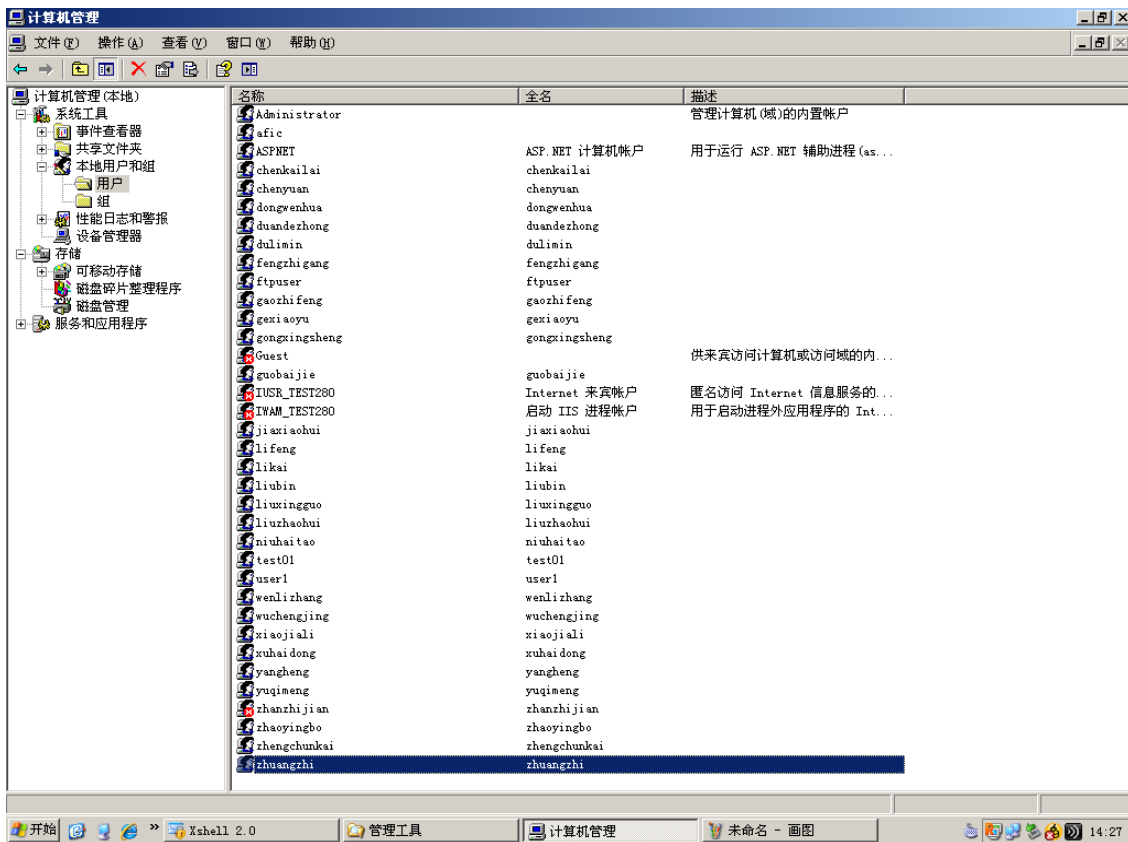 计算机管理
文件(F) 操作(A) 查看(V) 窗口(W) 帮助(H)
计算机管理(本地)
系统工具
事件查看器
共享文件夹
本地用户和组
用户
组
性能日志和警报
设备管理器
存储
可移动存储
磁盘碎片整理程序
磁盘管理
服务和应用程序
名称 全名 描述
Administrator 管理计算机(域)的内置帐户
afic
ASPNET ASP.NET 计算机帐户 用于运行 ASP.NET 辅助进程(as...
chenkailai chenkailai
chenyuan chenyuan
dongwenhua dongwenhua
duandezhong duandezhong
dulimin dulimin
fengzhigang fengzhigang
ftpuser ftpuser
gaozhifeng gaozhifeng
gexiaoyu gexiaoyu
gongxingsheng gongxingsheng
Guest 供来宾访问计算机或访问域的内...
guobaijie guobaijie
IUSR_TEST280 Internet 来宾帐户 匿名访问 Internet 信息服务的...
IWAM_TEST280 启动 IIS 进程帐户 用于启动进程外应用程序的 Int...
jiaxiaohui jiaxiaohui
lifeng lifeng
likai likai
liubin liubin
liuxingguo liuxingguo
liuzhaohui liuzhaohui
niuhaitao niuhaitao
test01 test01
user1 user1
wenlizhang wenlizhang
wuchengjing wuchengjing
xiaojiali xiaojiali
xuhaidong xuhaidong
yangheng yangheng
yuqimeng yuqimeng
zhanzhijian zhanzhijian
zhaoyingbo zhaoyingbo
zhengchunkai zhengchunkai
zhuangzhi zhuangzhi
开始 » Xshell 2.0 管理工具 计算机管理 未命名 - 画图 14:27